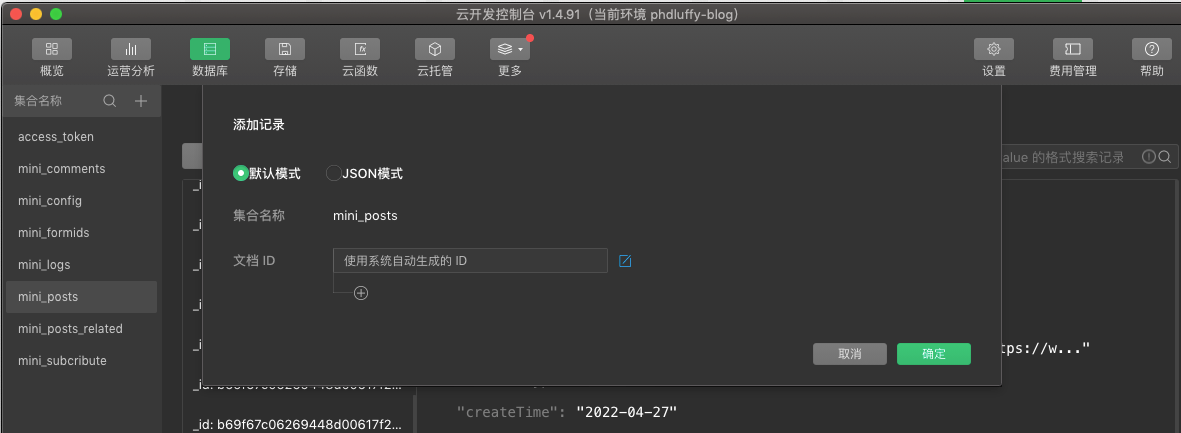 云开发控制台 v1.4.91（当前环境 phdluffy-blog）
概览 运营分析 数据库 存储 云函数 云托管 更多 设置 费用管理 帮助
集合名称
access_token
mini_comments
mini_config
mini_formids
mini_logs
mini_posts
mini_posts_related
mini_subcribute
添加记录
默认模式 JSON模式
集合名称 mini_posts
文档 ID 使用系统自动生成的 ID
取消 确定
alue 的格式搜索记录
tps://w..."
_id: b69f67c06269448d00617f2...
"createTime": "2022-04-27"